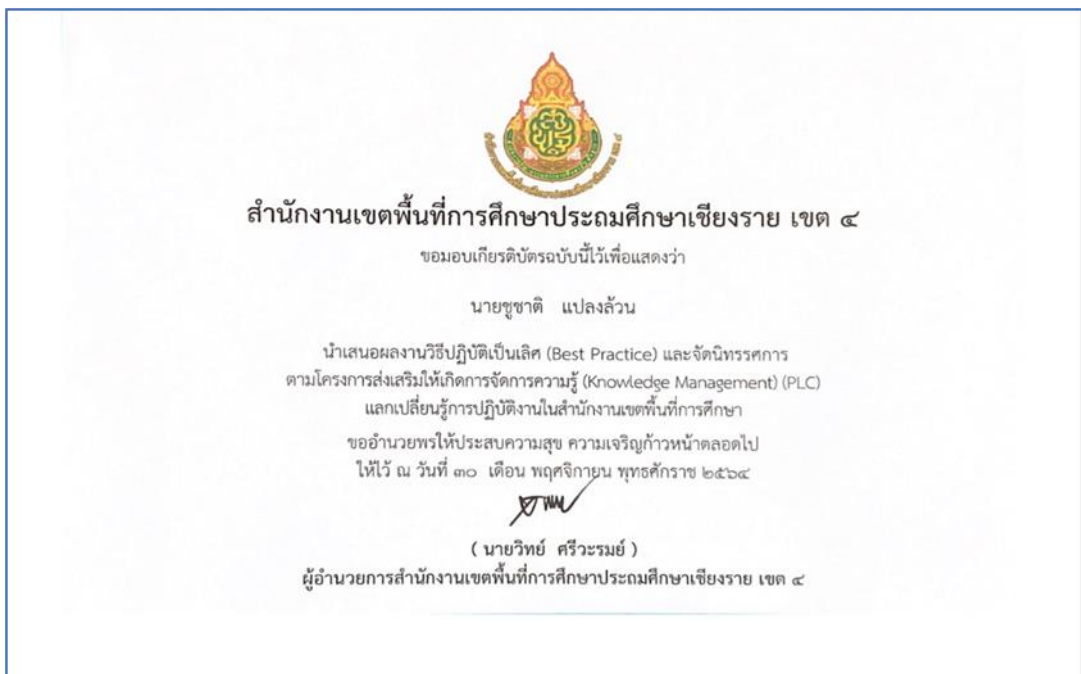 สำนักงานเขตพื้นที่การศึกษาประถมศึกษาเชียงราย เขต ๔
ขอมอบเกียรติบัตรฉบับนี้ไว้เพื่อแสดงว่า
นายชูชาติ แปลงล้วน
นำเสนอผลงานวิธีปฏิบัติเป็นเลิศ (Best Practice) และจัดนิทรรศการ
ตามโครงการส่งเสริมให้เกิดการจัดการความรู้ (Knowledge Management) (PLC)
แลกเปลี่ยนรู้การปฏิบัติงานในสำนักงานเขตพื้นที่การศึกษา
ขออำนวยพรให้ประสบความสุข ความเจริญก้าวหน้าตลอดไป
ให้ไว้ ณ วันที่ ๓๐ เดือน พฤศจิกายน พุทธศักราช ๒๕๖๔
( นายวิทย์ ศรีวะรมย์ )
ผู้อำนวยการสำนักงานเขตพื้นที่การศึกษาประถมศึกษาเชียงราย เขต ๔